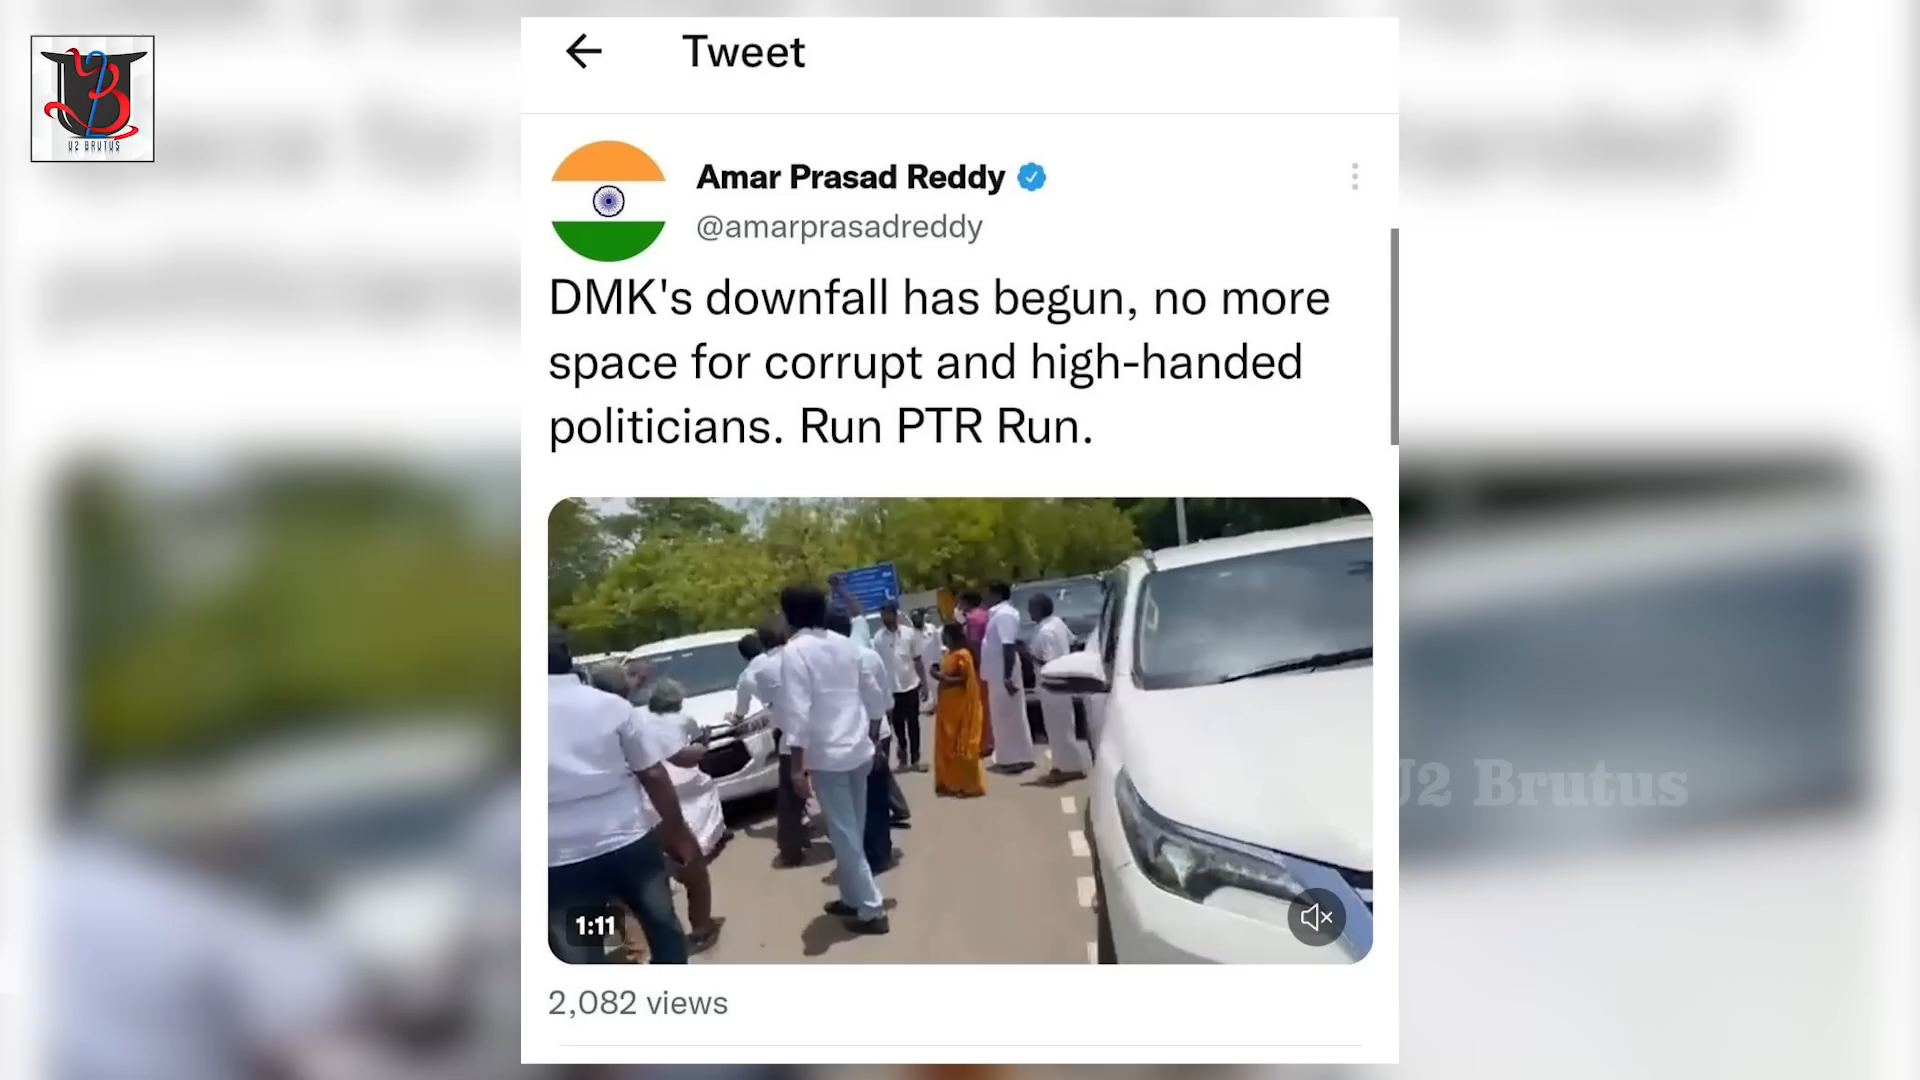 U2 BRUTUS
Tweet
Amar Prasad Reddy
@amarprasadreddy
DMK's downfall has begun, no more
space for corrupt and high-handed
politicians. Run PTR Run.
1:11
2,082 views
U2 Brutus